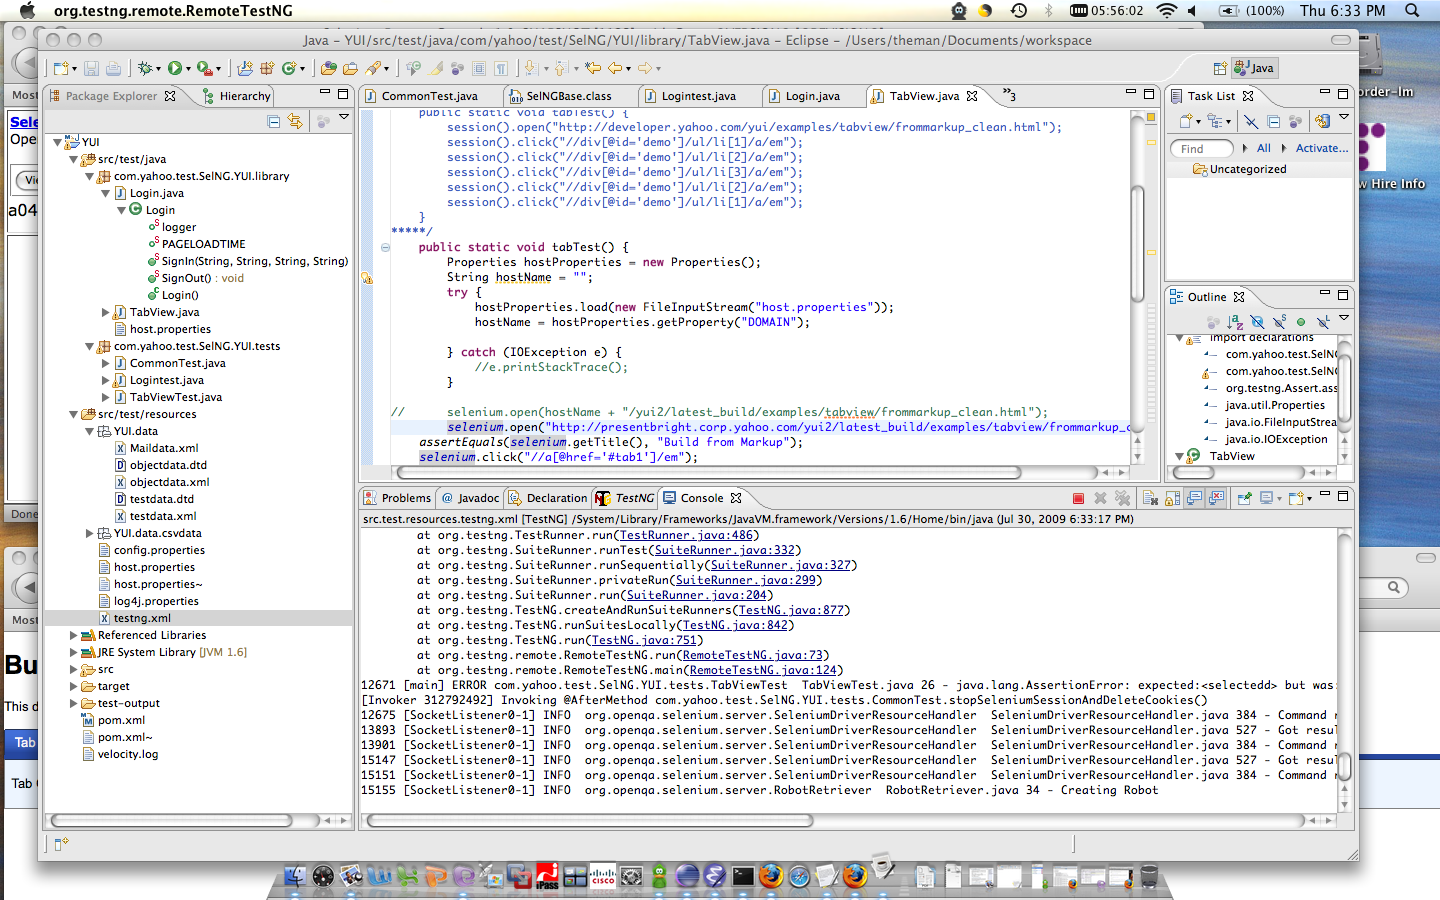 org.testng.remote.RemoteTestNG
05:56:02
(100%)
Thu 6:33 PM
Java - YUI/src/test/java/com/yahoo/test/SelNG/YUI/library/TabView.java - Eclipse - /Users/theman/Documents/workspace
Java
Package Explorer
Hierarchy
YUI
src/test/java
com.yahoo.test.SelNG.YUI.library
Login.java
Login
logger
PAGELOADTIME
SignIn(String, String, String, String)
SignOut() : void
Login()
TabView.java
host.properties
com.yahoo.test.SelNG.YUI.tests
CommonTest.java
Logintest.java
TabViewTest.java
src/test/resources
YUI.data
Maildata.xml
objectdata.dtd
objectdata.xml
testdata.dtd
testdata.xml
YUI.data.csvdata
config.properties
host.properties
host.properties~
log4j.properties
testng.xml
Referenced Libraries
JRE System Library [JVM 1.6]
src
target
test-output
pom.xml
pom.xml~
velocity.log
CommonTest.java
SelNGBase.class
Logintest.java
Login.java
TabView.java
»3
public static void tabTest() {
session().open("http://developer.yahoo.com/yui/examples/tabview/frommarkup_clean.html");
session().click("//div[@id='demo']/ul/li[1]/a/em");
session().click("//div[@id='demo']/ul/li[2]/a/em");
session().click("//div[@id='demo']/ul/li[3]/a/em");
session().click("//div[@id='demo']/ul/li[2]/a/em");
session().click("//div[@id='demo']/ul/li[1]/a/em");
}
*****/
public static void tabTest() {
Properties hostProperties = new Properties();
String hostName = "";
try {
hostProperties.load(new FileInputStream("host.properties"));
hostName = hostProperties.getProperty("DOMAIN");
} catch (IOException e) {
//e.printStackTrace();
}
// selenium.open(hostName + "/yui2/latest_build/examples/tabview/frommarkup_clean.html");
selenium.open("http://presentbright.corp.yahoo.com/yui2/latest_build/examples/tabview/frommarkup_c
assertEquals(selenium.getTitle(), "Build from Markup");
selenium.click("//a[@href='#tab1']/em");
Task List
Find
All
Activate...
Uncategorized
Outline
import declarations
com.yahoo.test.SelNG
com.yahoo.test.SelNG
org.testng.Assert.ass
java.util.Properties
java.io.FileInputStrea
java.io.IOException
TabView
Problems
Javadoc
Declaration
TestNG
Console
src.test.resources.testng.xml [TestNG] /System/Library/Frameworks/JavaVM.framework/Versions/1.6/Home/bin/java (Jul 30, 2009 6:33:17 PM)
at org.testng.TestRunner.run(TestRunner.java:486)
at org.testng.SuiteRunner.runTest(SuiteRunner.java:332)
at org.testng.SuiteRunner.runSequentially(SuiteRunner.java:327)
at org.testng.SuiteRunner.privateRun(SuiteRunner.java:299)
at org.testng.SuiteRunner.run(SuiteRunner.java:204)
at org.testng.TestNG.createAndRunSuiteRunners(TestNG.java:877)
at org.testng.TestNG.runSuitesLocally(TestNG.java:842)
at org.testng.TestNG.run(TestNG.java:751)
at org.testng.remote.RemoteTestNG.run(RemoteTestNG.java:73)
at org.testng.remote.RemoteTestNG.main(RemoteTestNG.java:124)
12671 [main] ERROR com.yahoo.test.SelNG.YUI.tests.TabViewTest TabViewTest.java 26 - java.lang.AssertionError: expected:<selectedd> but was:
[Invoker 312792492] Invoking @AfterMethod com.yahoo.test.SelNG.YUI.tests.CommonTest.stopSeleniumSessionAndDeleteCookies()
12675 [SocketListener0-1] INFO org.openqa.selenium.server.SeleniumDriverResourceHandler SeleniumDriverResourceHandler.java 384 - Command r
13893 [SocketListener0-1] INFO org.openqa.selenium.server.SeleniumDriverResourceHandler SeleniumDriverResourceHandler.java 527 - Got resul
13901 [SocketListener0-1] INFO org.openqa.selenium.server.SeleniumDriverResourceHandler SeleniumDriverResourceHandler.java 384 - Command r
15147 [SocketListener0-1] INFO org.openqa.selenium.server.SeleniumDriverResourceHandler SeleniumDriverResourceHandler.java 527 - Got resul
15151 [SocketListener0-1] INFO org.openqa.selenium.server.SeleniumDriverResourceHandler SeleniumDriverResourceHandler.java 384 - Command r
15155 [SocketListener0-1] INFO org.openqa.selenium.server.RobotRetriever RobotRetriever.java 34 - Creating Robot
Most
Sele
Ope
a04
Done
Most
Bu
This d
Tab
Tab
order-lm
w Hire Info
iPass
CISCO